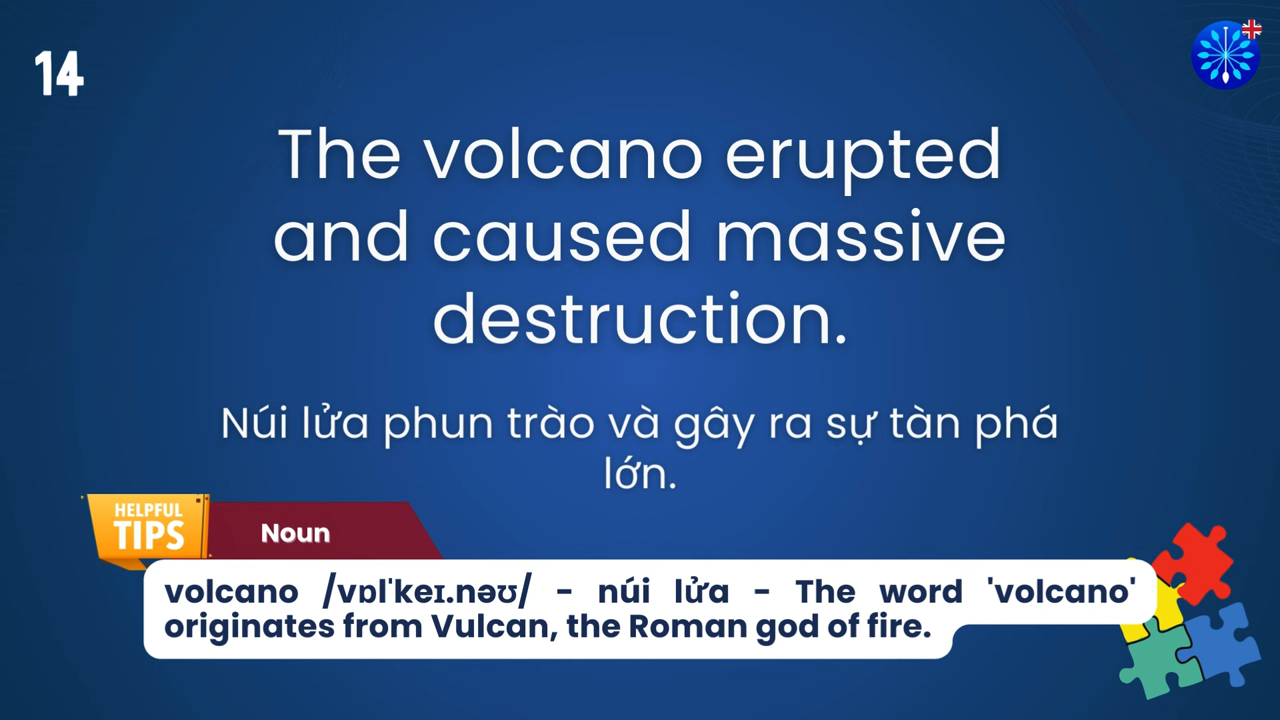 14
The volcano erupted
and caused massive
destruction.
Núi lửa phun trào và gây ra sự tàn phá
lớn.
HELPFUL
TIPS
Noun
volcano /vɒlˈkeɪ.nəʊ/ - núi lửa - The word 'volcano'
originates from Vulcan, the Roman god of fire.